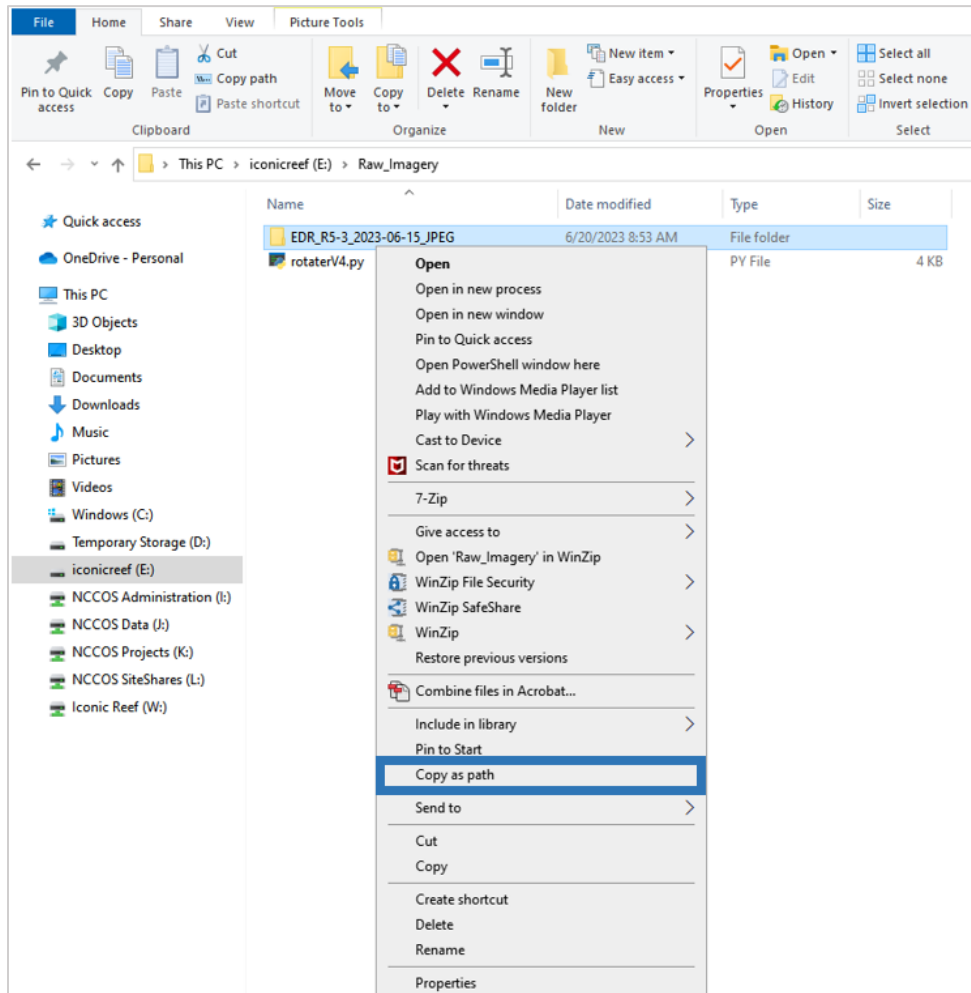 File Home Share View Picture Tools
Pin to Quick access
Copy
Paste
Cut
Copy path
Paste shortcut
Clipboard
Move to
Copy to
Delete
Rename
Organize
New folder
New item
Easy access
New
Properties
Open
Edit
History
Open
Select all
Select none
Invert selection
Select
This PC > iconicreef (E:) > Raw_Imagery
Name Date modified Type Size
EDR_R5-3_2023-06-15_JPEG 6/20/2023 8:53 AM File folder
rotaterV4.py PY File 4 KB
Quick access
OneDrive - Personal
This PC
3D Objects
Desktop
Documents
Downloads
Music
Pictures
Videos
Windows (C:)
Temporary Storage (D:)
iconicreef (E:)
NCCOS Administration (I:)
NCCOS Data (J:)
NCCOS Projects (K:)
NCCOS SiteShares (L:)
Iconic Reef (W:)
Open
Open in new process
Open in new window
Pin to Quick access
Open PowerShell window here
Add to Windows Media Player list
Play with Windows Media Player
Cast to Device
Scan for threats
7-Zip
Give access to
Open 'Raw_Imagery' in WinZip
WinZip File Security
WinZip SafeShare
WinZip
Restore previous versions
Combine files in Acrobat...
Include in library
Pin to Start
Copy as path
Send to
Cut
Copy
Create shortcut
Delete
Rename
Properties